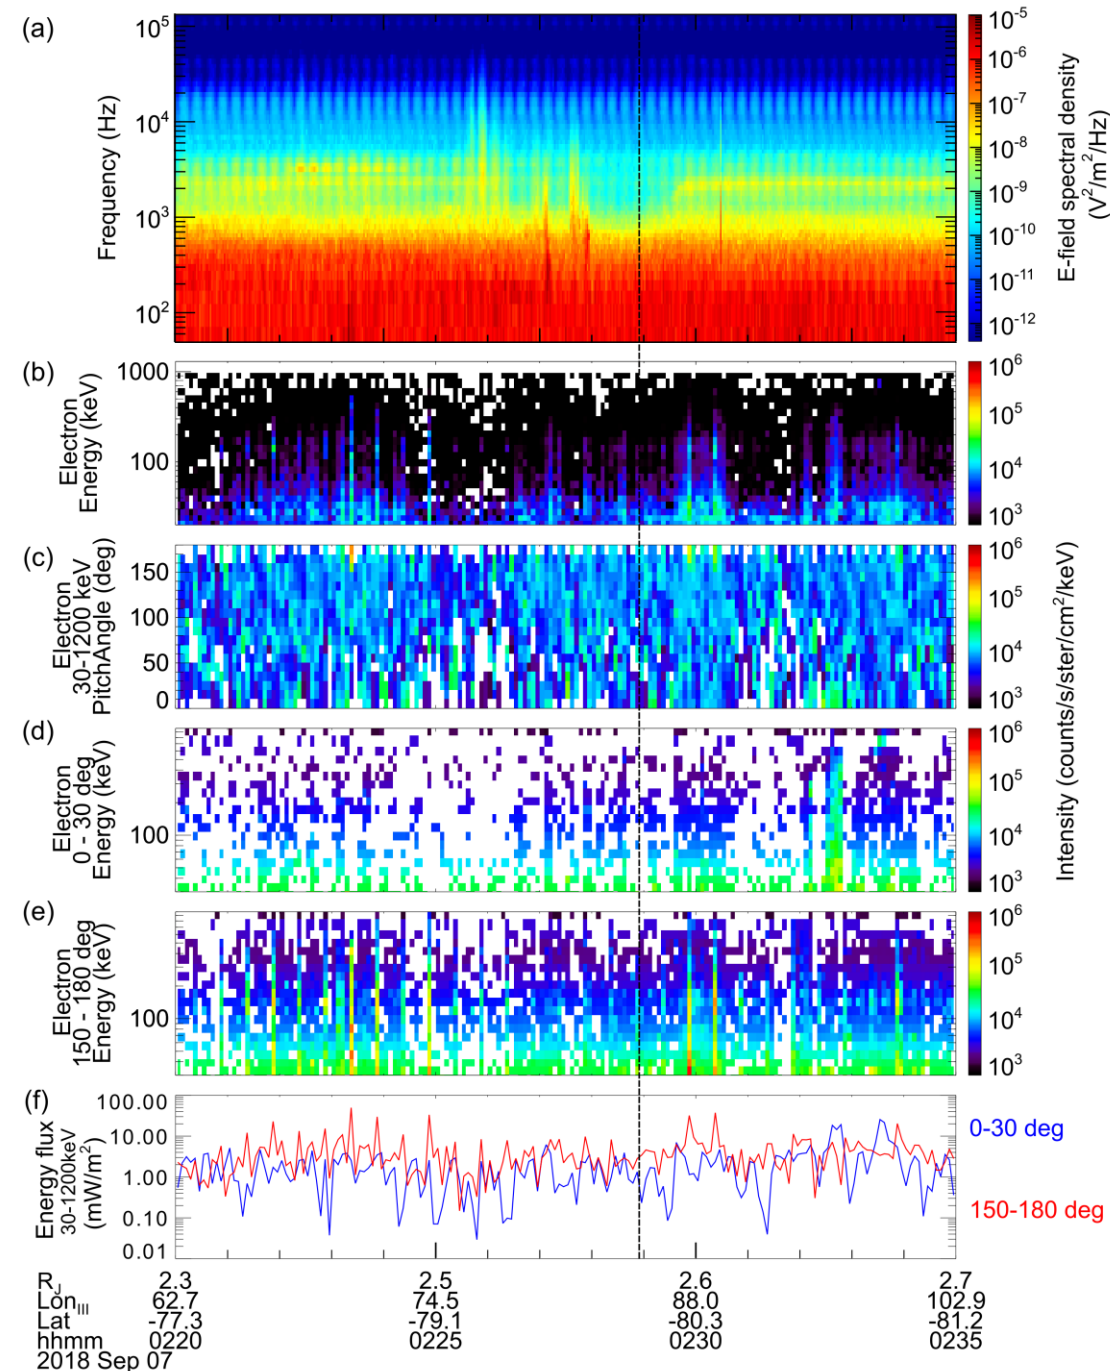 (a)
Frequency (Hz)
10^5
10^4
10^3
10^2
10^-5
10^-6
10^-7
10^-8
10^-9
10^-10
10^-11
10^-12
E-field spectral density
(V^2/m^2/Hz)
(b)
Electron
Energy (keV)
1000
100
10^6
10^5
10^4
10^3
(c)
Electron
30-1200 keV
PitchAngle (deg)
150
100
50
0
10^6
10^5
10^4
10^3
(d)
Electron
0 - 30 deg
Energy (keV)
100
10^6
10^5
10^4
10^3
Intensity (counts/s/ster/cm^2/keV)
(e)
Electron
150 - 180 deg
Energy (keV)
100
10^6
10^5
10^4
10^3
(f)
Energy flux
30-1200keV
(mW/m^2)
100.00
10.00
1.00
0.10
0.01
0-30 deg
150-180 deg
R_J 2.3 2.5 2.6 2.7
Lon_III 62.7 74.5 88.0 102.9
Lat -77.3 -79.1 -80.3 -81.2
hhmm 0220 0225 0230 0235
2018 Sep 07